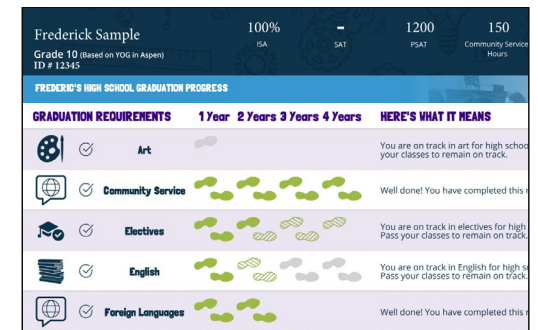 Frederick Sample
Grade 10 (Based on YOG in Aspen)
ID # 12345
100%
ISA
-
SAT
1200
PSAT
150
Community Service
Hours
FREDERIC'S HIGH SCHOOL GRADUATION PROGRESS
GRADUATION REQUIREMENTS 1 Year 2 Years 3 Years 4 Years HERE'S WHAT IT MEANS
Art
You are on track in art for high schoo
your classes to remain on track.
Community Service
Well done! You have completed this r
Electives
You are on track in electives for high
Pass your classes to remain on track.
English
You are on track in English for high s
Pass your classes to remain on track.
Foreign Languages
Well done! You have completed this r